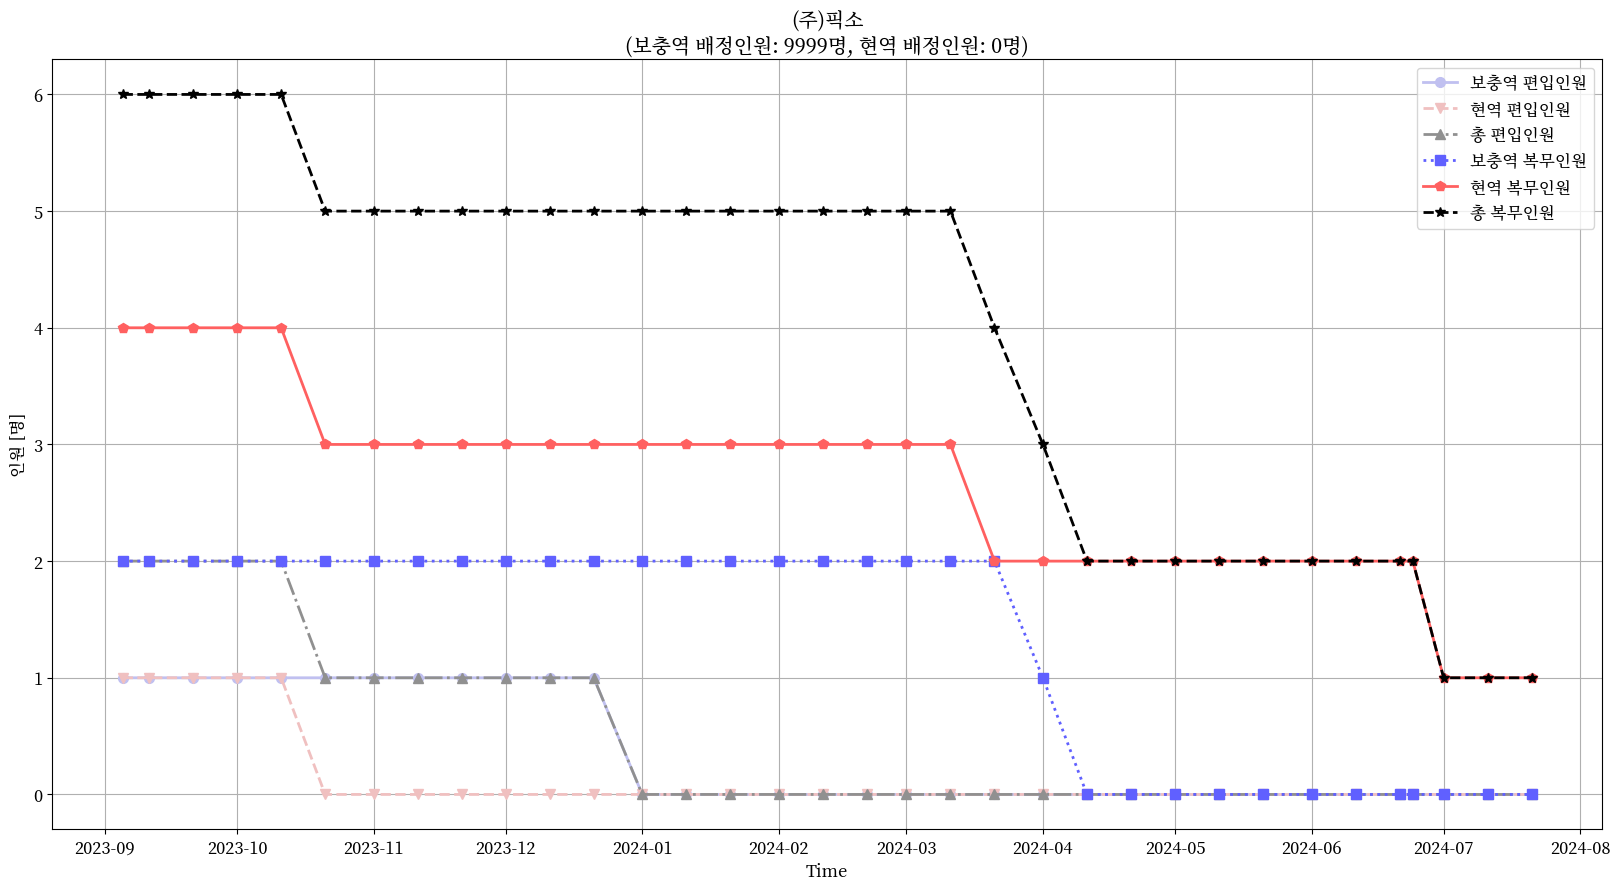 (주)픽소
(보충역 배정인원: 9999명, 현역 배정인원: 0명)
보충역 편입인원
현역 편입인원
총 편입인원
보충역 복무인원
현역 복무인원
총 복무인원
인원 [명]
6
5
4
3
2
1
0
2023-09 2023-10 2023-11 2023-12 2024-01 2024-02 2024-03 2024-04 2024-05 2024-06 2024-07 2024-08
Time